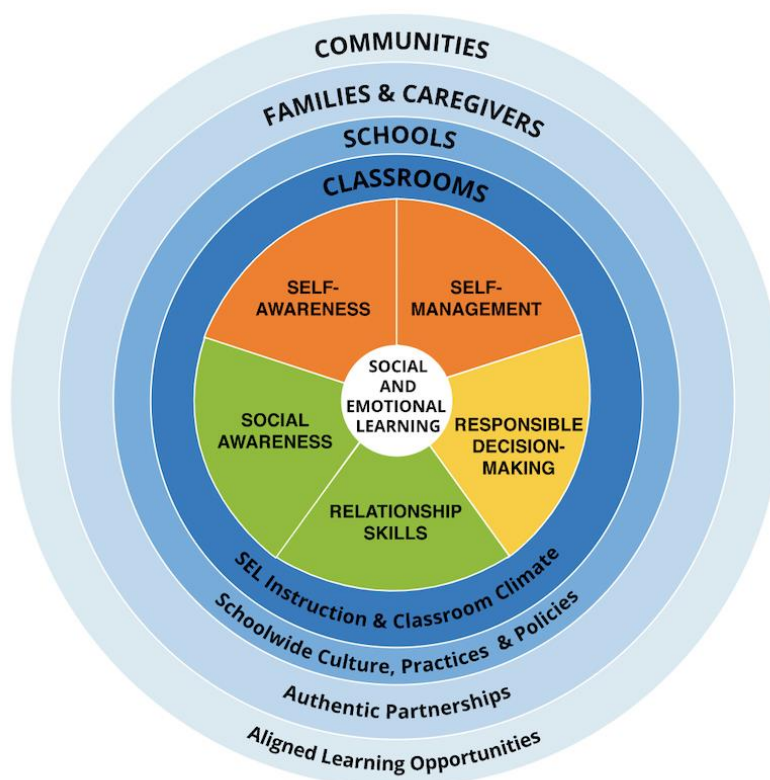 COMMUNITIES
FAMILIES & CAREGIVERS
SCHOOLS
CLASSROOMS
SELF-
AWARENESS
SELF-
MANAGEMENT
SOCIAL
AND
EMOTIONAL
LEARNING
SOCIAL
AWARENESS
RESPONSIBLE
DECISION-
MAKING
RELATIONSHIP
SKILLS
SEL Instruction & Classroom Climate
Schoolwide Culture, Practices & Policies
Authentic Partnerships
Aligned Learning Opportunities